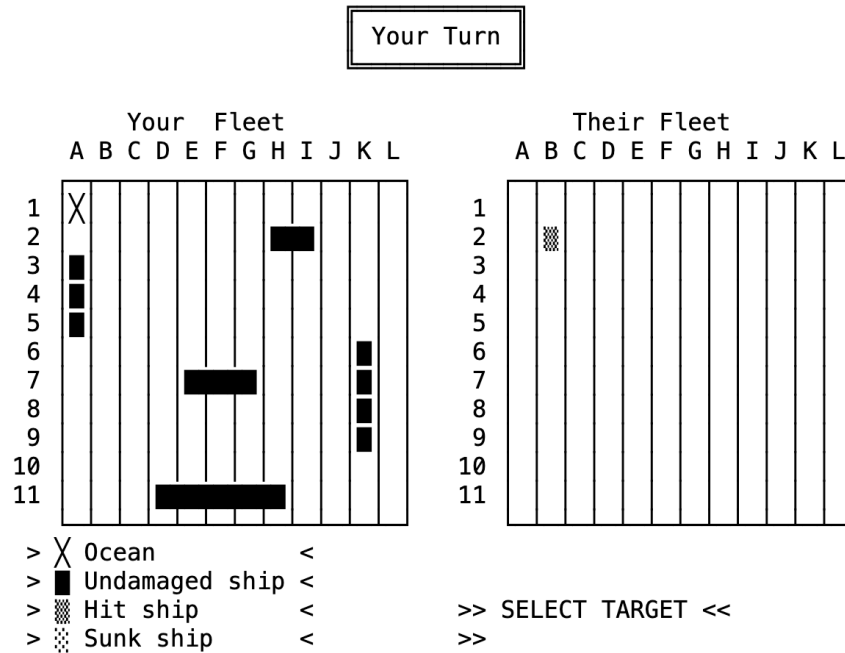 Your Turn
Your Fleet Their Fleet
A B C D E F G H I J K L A B C D E F G H I J K L
1 1
2 2
3 3
4 4
5 5
6 6
7 7
8 8
9 9
10 10
11 11
> ╳ Ocean <
> █ Undamaged ship <
> ▒ Hit ship < >> SELECT TARGET <<
> ░ Sunk ship < >>